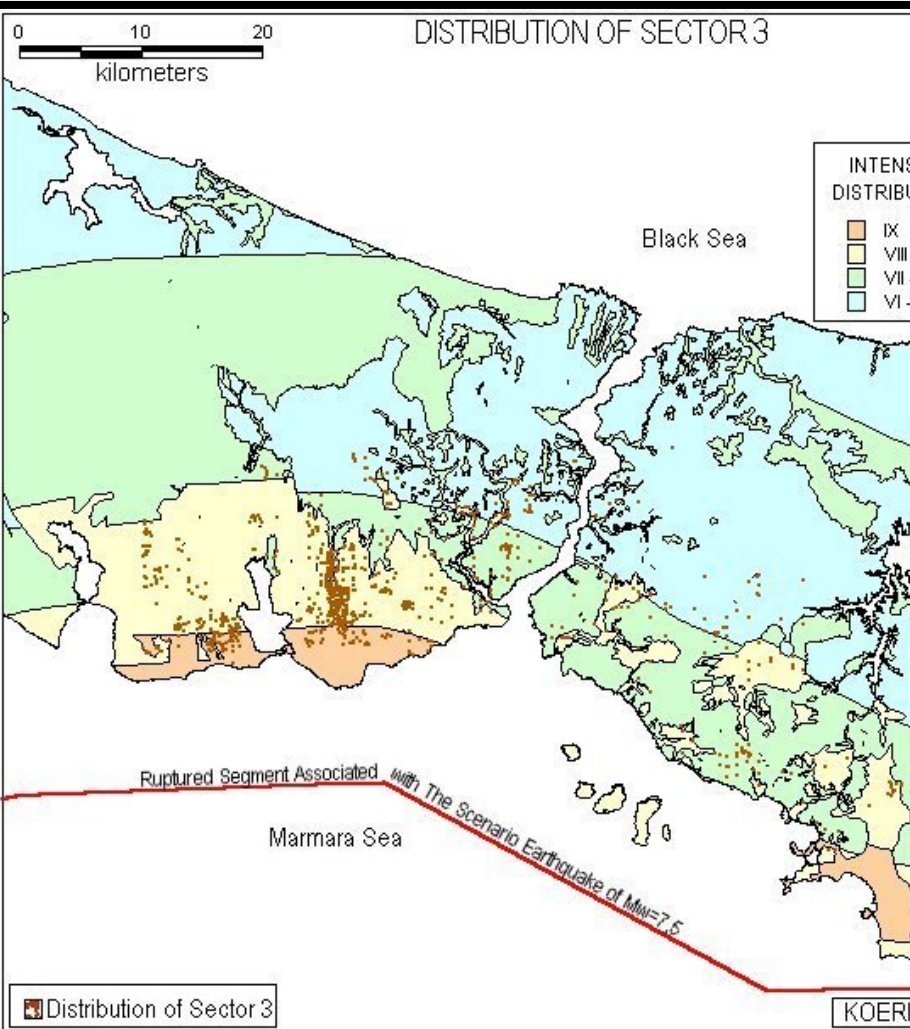 0 10 20
kilometers
DISTRIBUTION OF SECTOR 3
INTENS
DISTRIBU
IX
VIII
VII
VI -
Black Sea
Ruptured Segment Associated with The Scenario Earthquake of Mw=7.5
Marmara Sea
Distribution of Sector 3
KOERI